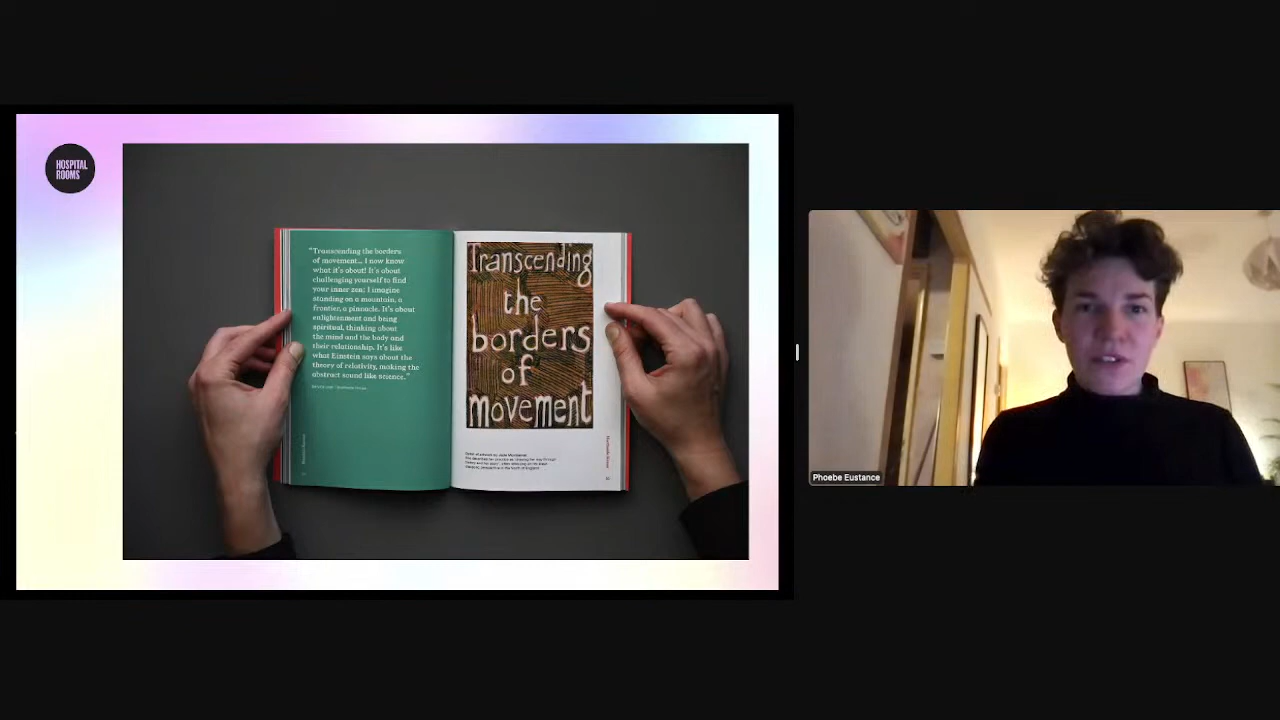 HOSPITAL
ROOMS
“Transcending the borders
of movement... I now know
what it's about! It's about
challenging yourself to find
your inner zen; I imagine
standing on a mountain, a
frontier, a pinnacle. It's about
enlightenment and being
spiritual, thinking about
the mind and the body and
their relationship. It's like
what Einstein says about the
theory of relativity, making the
abstract sound like science.”
Transcending
the
borders
of
movement
Phoebe Eustance